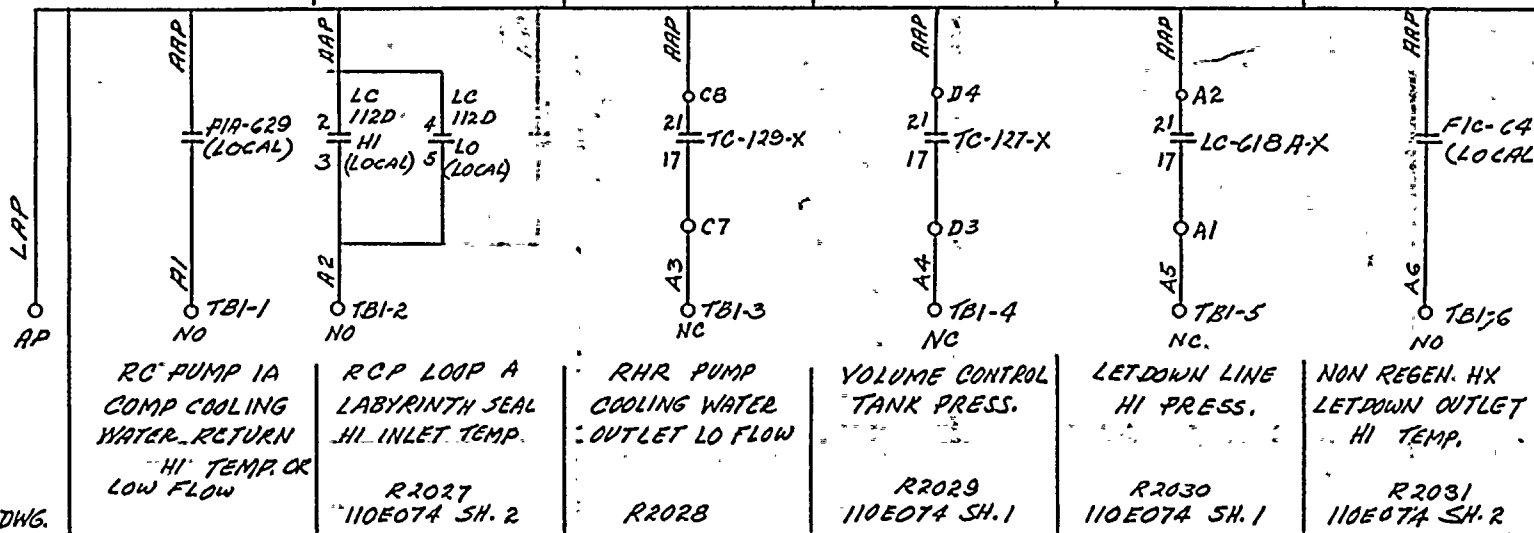 AAP
AAP
AAP
AAP
AAP
AAP
LAP
FIA-629
(LOCAL)
LC
112D
2
HI
3
(LOCAL)
LC
112D
4
LO
5
(LOCAL)
C8
21
TC-129-X
17
C7
D4
21
TC-127-X
17
D3
A2
21
LC-618A-X
17
A1
FIC-64
(LOCAL
A1
A2
A3
A4
A5
A6
AP
TB1-1
NO
TB1-2
NO
TB1-3
NC
TB1-4
NC
TB1-5
NC.
TB1-6
NO
RC PUMP 1A
COMP COOLING
WATER RETURN
HI TEMP. OR
LOW FLOW
RCP LOOP A
LABYRINTH SEAL
HI INLET TEMP.
R2027
110E074 SH. 2
RHR PUMP
COOLING WATER
OUTLET LO FLOW
R2028
VOLUME CONTROL
TANK PRESS.
R2029
110E074 SH. 1
LETDOWN LINE
HI PRESS.
R2030
110E074 SH. 1
NON REGEN. HX
LETDOWN OUTLET
HI TEMP.
R2031
110E074 SH. 2
DWG.